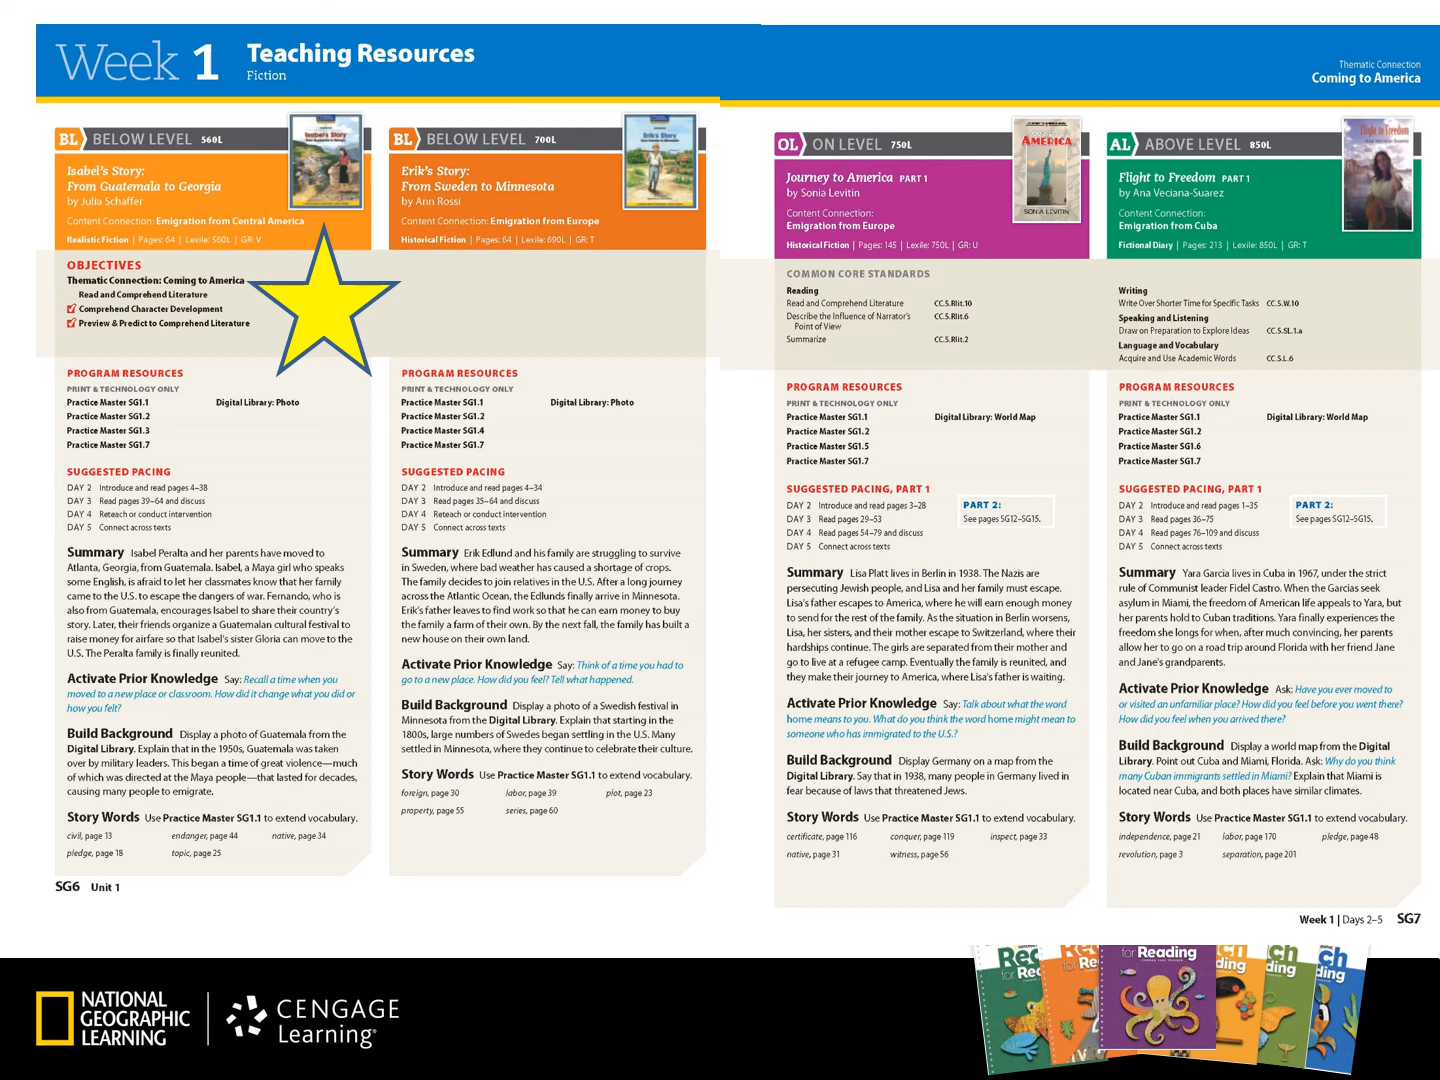 Week 1
Teaching Resources
Fiction
Thematic Connection
Coming to America
BL BELOW LEVEL 560L
Isabel's Story:
From Guatemala to Georgia
by Julia Schaffer
Content Connection: Emigration from Central America
Realistic Fiction | Pages: 64 | Lexile: 560L | GR: V
Isabel's Story
BL BELOW LEVEL 700L
Erik's Story:
From Sweden to Minnesota
by Ann Rossi
Content Connection: Emigration from Europe
Historical Fiction | Pages: 64 | Lexile: 690L | GR: T
Erik's Story
OL ON LEVEL 750L
Journey to America PART 1
by Sonia Levitin
Content Connection:
Emigration from Europe
Historical Fiction | Pages: 145 | Lexile: 750L | GR: U
AMERICA
SONIA LEVITIN
AL ABOVE LEVEL 850L
Flight to Freedom PART 1
by Ana Veciana-Suarez
Content Connection:
Emigration from Cuba
Fictional Diary | Pages: 213 | Lexile: 850L | GR: T
Flight to Freedom
OBJECTIVES
Thematic Connection: Coming to America
Read and Comprehend Literature
Comprehend Character Development
Preview & Predict to Comprehend Literature
COMMON CORE STANDARDS
Reading
Read and Comprehend Literature CC.5.Rlit.10
Describe the Influence of Narrator's
Point of View CC.5.Rlit.6
Summarize CC.5.Rlit.2
Writing
Write Over Shorter Time for Specific Tasks CC.5.W.10
Speaking and Listening
Draw on Preparation to Explore Ideas CC.5.SL.1.a
Language and Vocabulary
Acquire and Use Academic Words CC.5.L.6
PROGRAM RESOURCES
PRINT & TECHNOLOGY ONLY
Practice Master SG1.1 Digital Library: Photo
Practice Master SG1.2
Practice Master SG1.3
Practice Master SG1.7
SUGGESTED PACING
DAY 2 Introduce and read pages 4–38
DAY 3 Read pages 39–64 and discuss
DAY 4 Reteach or conduct intervention
DAY 5 Connect across texts
Summary Isabel Peralta and her parents have moved to
Atlanta, Georgia, from Guatemala. Isabel, a Maya girl who speaks
some English, is afraid to let her classmates know that her family
came to the U.S. to escape the dangers of war. Fernando, who is
also from Guatemala, encourages Isabel to share their country's
story. Later, their friends organize a Guatemalan cultural festival to
raise money for airfare so that Isabel's sister Gloria can move to the
U.S. The Peralta family is finally reunited.
Activate Prior Knowledge Say: Recall a time when you
moved to a new place or classroom. How did it change what you did or
how you felt?
Build Background Display a photo of Guatemala from the
Digital Library. Explain that in the 1950s, Guatemala was taken
over by military leaders. This began a time of great violence—much
of which was directed at the Maya people—that lasted for decades,
causing many people to emigrate.
Story Words Use Practice Master SG1.1 to extend vocabulary.
civil, page 13 endanger, page 44 native, page 34
pledge, page 18 topic, page 25
SG6 Unit 1
PROGRAM RESOURCES
PRINT & TECHNOLOGY ONLY
Practice Master SG1.1 Digital Library: Photo
Practice Master SG1.2
Practice Master SG1.4
Practice Master SG1.7
SUGGESTED PACING
DAY 2 Introduce and read pages 4–34
DAY 3 Read pages 35–64 and discuss
DAY 4 Reteach or conduct intervention
DAY 5 Connect across texts
Summary Erik Edlund and his family are struggling to survive
in Sweden, where bad weather has caused a shortage of crops.
The family decides to join relatives in the U.S. After a long journey
across the Atlantic Ocean, the Edlunds finally arrive in Minnesota.
Erik's father leaves to find work so that he can earn money to buy
the family a farm of their own. By the next fall, the family has built a
new house on their own land.
Activate Prior Knowledge Say: Think of a time you had to
go to a new place. How did you feel? Tell what happened.
Build Background Display a photo of a Swedish festival in
Minnesota from the Digital Library. Explain that starting in the
1800s, large numbers of Swedes began settling in the U.S. Many
settled in Minnesota, where they continue to celebrate their culture.
Story Words Use Practice Master SG1.1 to extend vocabulary.
foreign, page 30 labor, page 39 plot, page 23
property, page 55 series, page 60
PROGRAM RESOURCES
PRINT & TECHNOLOGY ONLY
Practice Master SG1.1 Digital Library: World Map
Practice Master SG1.2
Practice Master SG1.5
Practice Master SG1.7
SUGGESTED PACING, PART 1
DAY 2 Introduce and read pages 3–28
DAY 3 Read pages 29–53
DAY 4 Read pages 54–79 and discuss
DAY 5 Connect across texts
PART 2:
See pages SG12–SG15.
Summary Lisa Platt lives in Berlin in 1938. The Nazis are
persecuting Jewish people, and Lisa and her family must escape.
Lisa's father escapes to America, where he will earn enough money
to send for the rest of the family. As the situation in Berlin worsens,
Lisa, her sisters, and their mother escape to Switzerland, where their
hardships continue. The girls are separated from their mother and
go to live at a refugee camp. Eventually the family is reunited, and
they make their journey to America, where Lisa's father is waiting.
Activate Prior Knowledge Say: Talk about what the word
home means to you. What do you think the word home might mean to
someone who has immigrated to the U.S.?
Build Background Display Germany on a map from the
Digital Library. Say that in 1938, many people in Germany lived in
fear because of laws that threatened Jews.
Story Words Use Practice Master SG1.1 to extend vocabulary.
certificate, page 116 conquer, page 119 inspect, page 33
native, page 31 witness, page 56
PROGRAM RESOURCES
PRINT & TECHNOLOGY ONLY
Practice Master SG1.1 Digital Library: World Map
Practice Master SG1.2
Practice Master SG1.6
Practice Master SG1.7
SUGGESTED PACING, PART 1
DAY 2 Introduce and read pages 1–35
DAY 3 Read pages 36–75
DAY 4 Read pages 76–109 and discuss
DAY 5 Connect across texts
PART 2:
See pages SG12–SG15.
Summary Yara Garcia lives in Cuba in 1967, under the strict
rule of Communist leader Fidel Castro. When the Garcias seek
asylum in Miami, the freedom of American life appeals to Yara, but
her parents hold to Cuban traditions. Yara finally experiences the
freedom she longs for when, after much convincing, her parents
allow her to go on a road trip around Florida with her friend Jane
and Jane's grandparents.
Activate Prior Knowledge Ask: Have you ever moved to
or visited an unfamiliar place? How did you feel before you went there?
How did you feel when you arrived there?
Build Background Display a world map from the Digital
Library. Point out Cuba and Miami, Florida. Ask: Why do you think
many Cuban immigrants settled in Miami? Explain that Miami is
located near Cuba, and both places have similar climates.
Story Words Use Practice Master SG1.1 to extend vocabulary.
independence, page 21 labor, page 170 pledge, page 48
revolution, page 3 separation, page 201
Week 1 | Days 2–5 SG7
NATIONAL
GEOGRAPHIC
LEARNING
CENGAGE
Learning®
for Reading